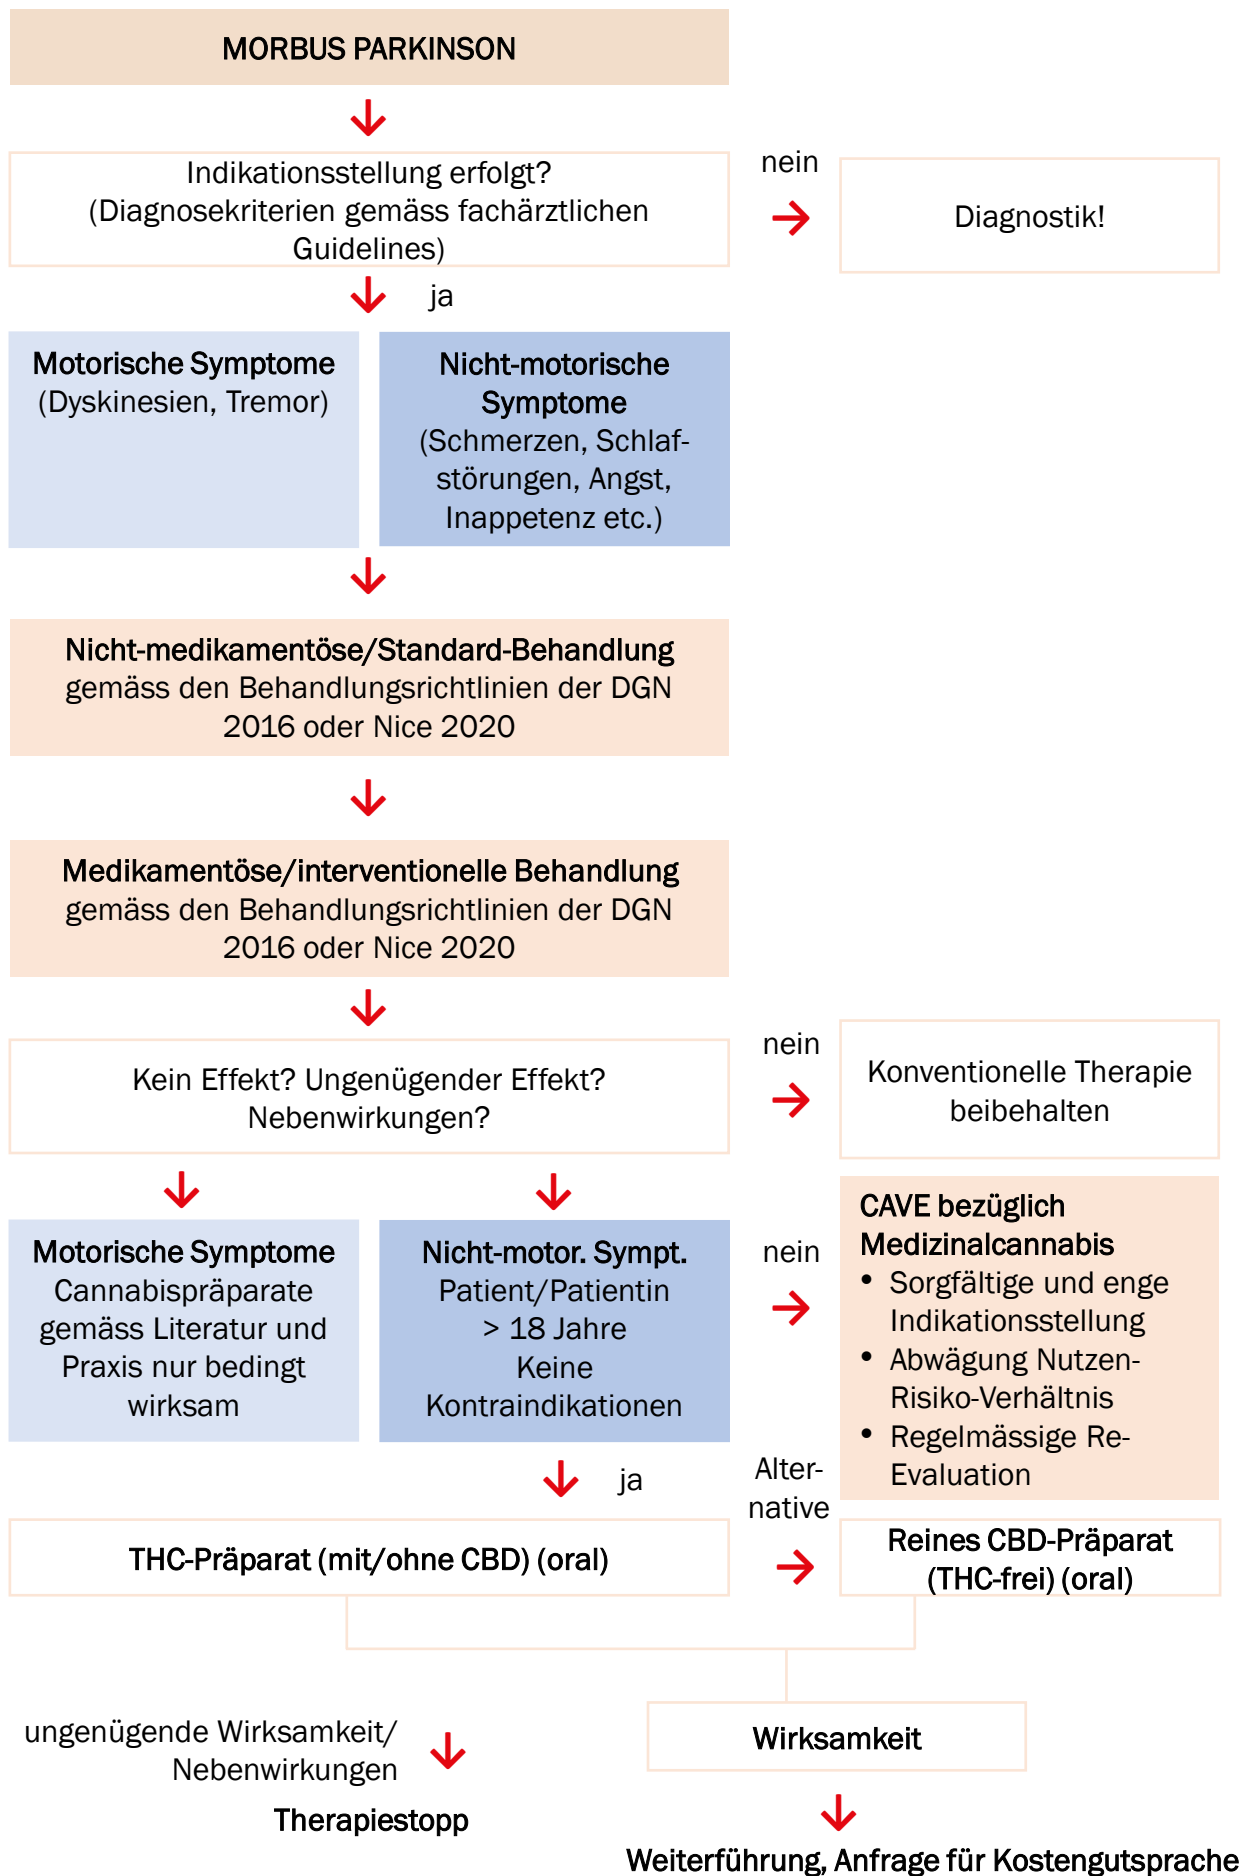 MORBUS PARKINSON
Indikationsstellung erfolgt?
(Diagnosekriterien gemäss fachärztlichen
Guidelines)
nein
Diagnostik!
ja
Motorische Symptome
(Dyskinesien, Tremor)
Nicht-motorische
Symptome
(Schmerzen, Schlaf-
störungen, Angst,
Inappetenz etc.)
Nicht-medikamentöse/Standard-Behandlung
gemäss den Behandlungsrichtlinien der DGN
2016 oder Nice 2020
Medikamentöse/interventionelle Behandlung
gemäss den Behandlungsrichtlinien der DGN
2016 oder Nice 2020
Kein Effekt? Ungenügender Effekt?
Nebenwirkungen?
nein
Konventionelle Therapie
beibehalten
Motorische Symptome
Cannabispräparate
gemäss Literatur und
Praxis nur bedingt
wirksam
Nicht-motor. Sympt.
Patient/Patientin
> 18 Jahre
Keine
Kontraindikationen
nein
CAVE bezüglich
Medizinalcannabis
• Sorgfältige und enge
Indikationsstellung
• Abwägung Nutzen-
Risiko-Verhältnis
• Regelmässige Re-
Evaluation
ja
Alter-
native
THC-Präparat (mit/ohne CBD) (oral)
Reines CBD-Präparat
(THC-frei) (oral)
ungenügende Wirksamkeit/
Nebenwirkungen
Therapiestopp
Wirksamkeit
Weiterführung, Anfrage für Kostengutsprache